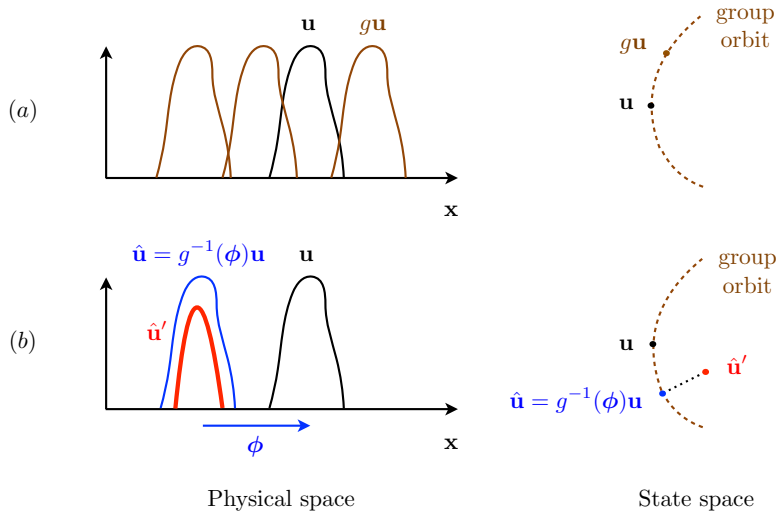 u gu
(a)
x
group
orbit
gu
u
û = g⁻¹(ϕ)u u
(b)
û′
ϕ
x
group
orbit
u
û′
û = g⁻¹(ϕ)u
Physical space State space